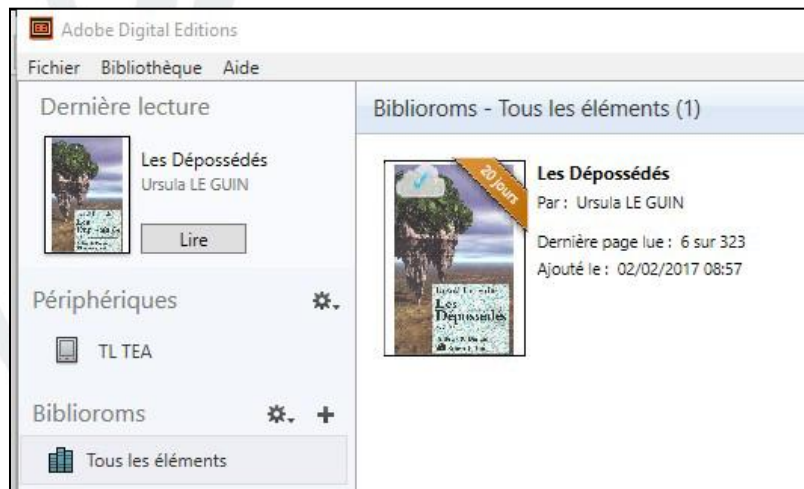 Adobe Digital Editions
Fichier Bibliothèque Aide
Dernière lecture
Les Dépossédés
Ursula LE GUIN
Lire
Périphériques
TL TEA
Biblioroms
Tous les éléments
Biblioroms - Tous les éléments (1)
20 jours
Les Dépossédés
Par : Ursula LE GUIN
Dernière page lue : 6 sur 323
Ajouté le : 02/02/2017 08:57
Les
Dépossédés